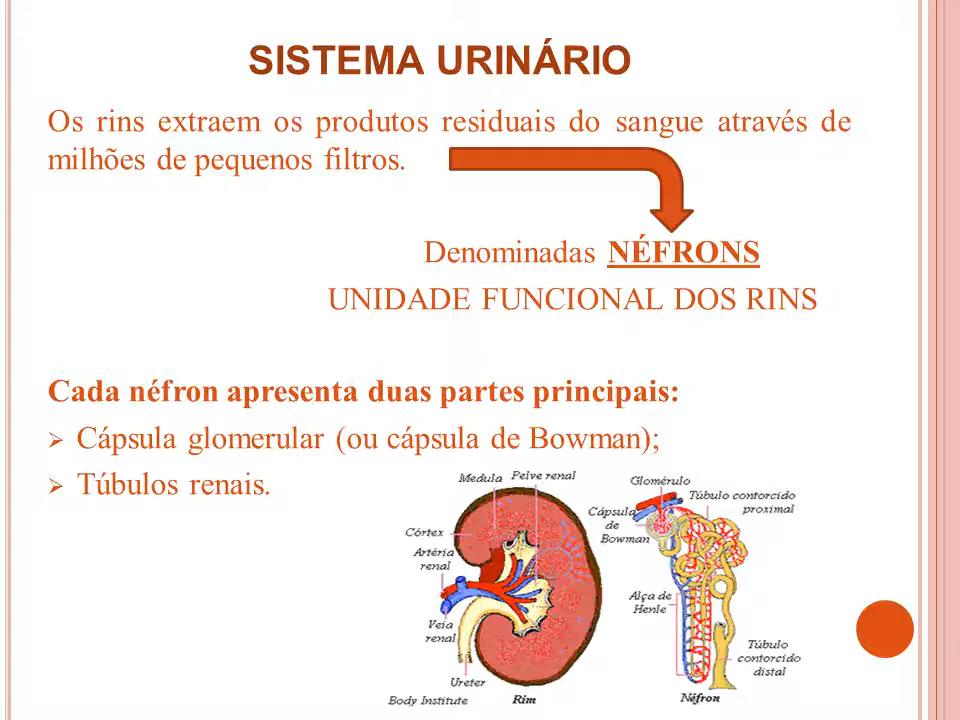 SISTEMA URINÁRIO
Os rins extraem os produtos residuais do sangue através de
milhões de pequenos filtros.
Denominadas NÉFRONS
UNIDADE FUNCIONAL DOS RINS
Cada néfron apresenta duas partes principais:
Cápsula glomerular (ou cápsula de Bowman);
Túbulos renais.
Medula
Pelve renal
Córtex
Artéria
renal
Veia
renal
Ureter
Body Institute
Rim
Glomérulo
Túbulo contorcido
proximal
Cápsula
de
Bowman
Alça de
Henle
Túbulo
contorcido
distal
Néfron